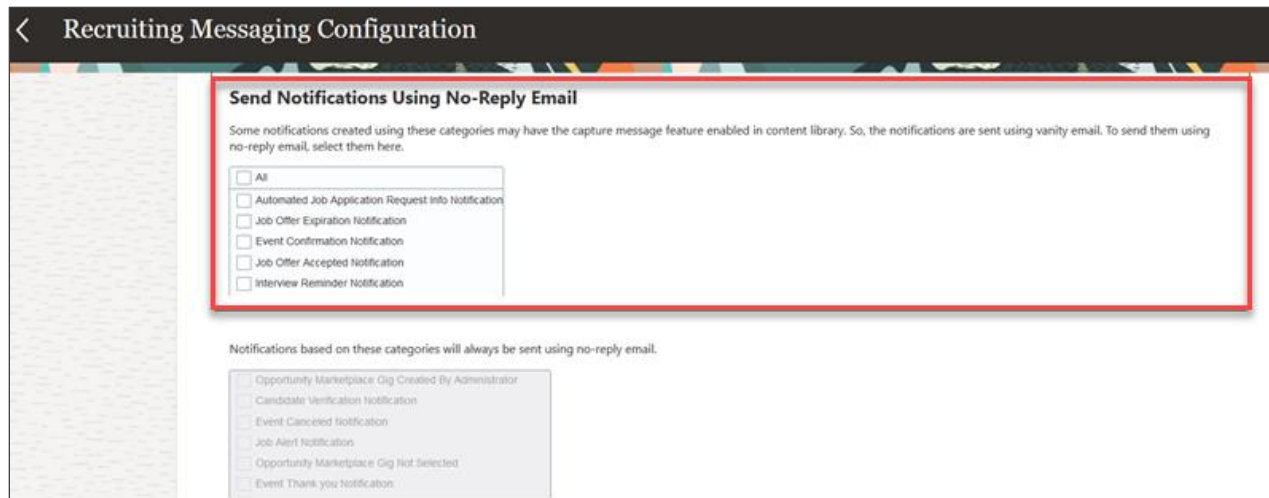 Recruiting Messaging Configuration
Send Notifications Using No-Reply Email
Some notifications created using these categories may have the capture message feature enabled in content library. So, the notifications are sent using vanity email. To send them using
no-reply email, select them here.
All
Automated Job Application Request Info Notification
Job Offer Expiration Notification
Event Confirmation Notification
Job Offer Accepted Notification
Interview Reminder Notification
Notifications based on these categories will always be sent using no-reply email.
Opportunity Marketplace Gig Created By Administrator
Candidate Verification Notification
Event Canceled Notification
Job Alert Notification
Opportunity Marketplace Gig Not Selected
Event Thank you Notification